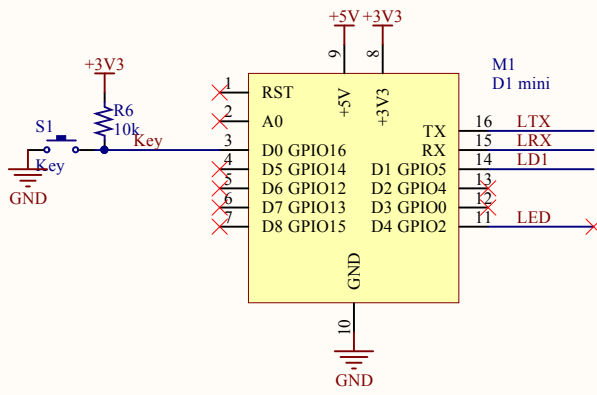 +5V
+3V3
9
8
M1
D1 mini
+3V3
1
RST
+5V
+3V3
R6
10k
2
A0
S1
Key
TX
16
LTX
3
D0 GPIO16
RX
15
LRX
Key
4
D5 GPIO14
D1 GPIO5
14
LD1
GND
5
D6 GPIO12
D2 GPIO4
13
6
D7 GPIO13
D3 GPIO0
12
7
D8 GPIO15
D4 GPIO2
11
LED
GND
10
GND